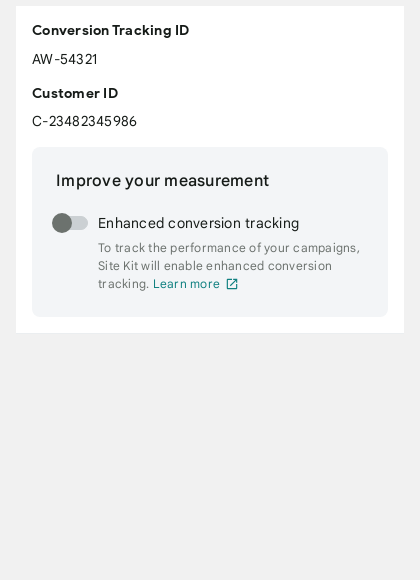 Conversion Tracking ID
AW-54321
Customer ID
C-23482345986
Improve your measurement
Enhanced conversion tracking
To track the performance of your campaigns,
Site Kit will enable enhanced conversion
tracking. Learn more